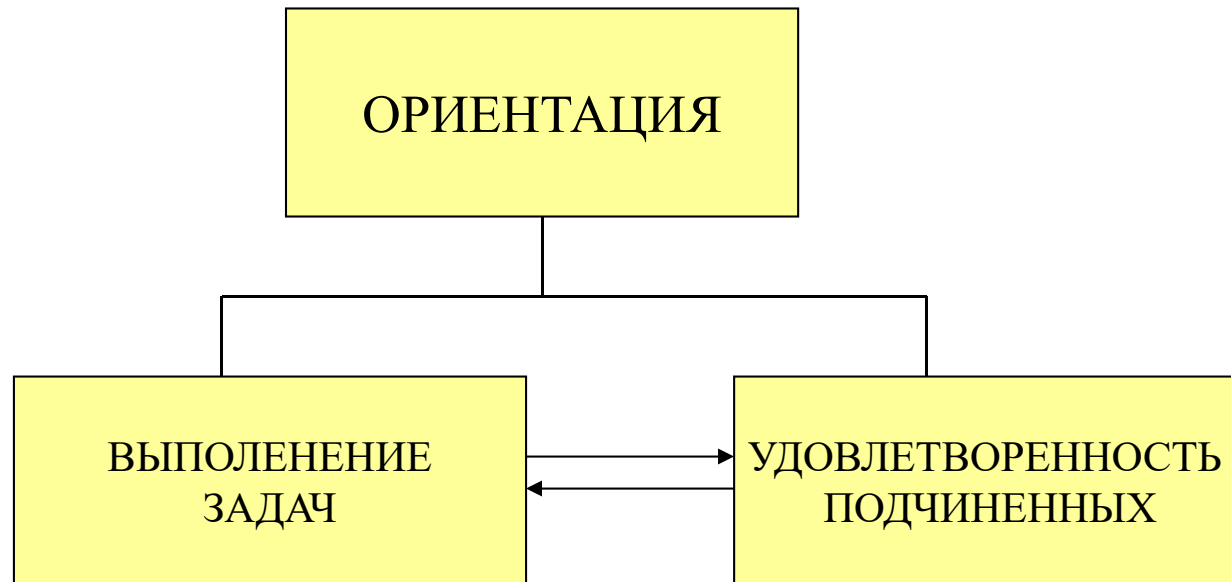 ОРИЕНТАЦИЯ
ВЫПОЛЕНЕНИЕ
ЗАДАЧ
УДОВЛЕТВОРЕННОСТЬ
ПОДЧИНЕННЫХ